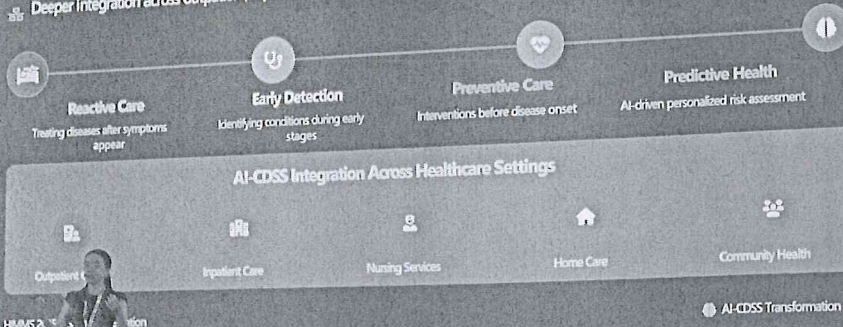 Deeper Integration across
Reactive Care
Treating diseases after symptoms
appear
Early Detection
Identifying conditions during early
stages
Preventive Care
Interventions before disease onset
Predictive Health
AI-driven personalized risk assessment
AI-CDSS Integration Across Healthcare Settings
Outpatient
Inpatient Care
Nursing Services
Home Care
Community Health
AI-CDSS Transformation